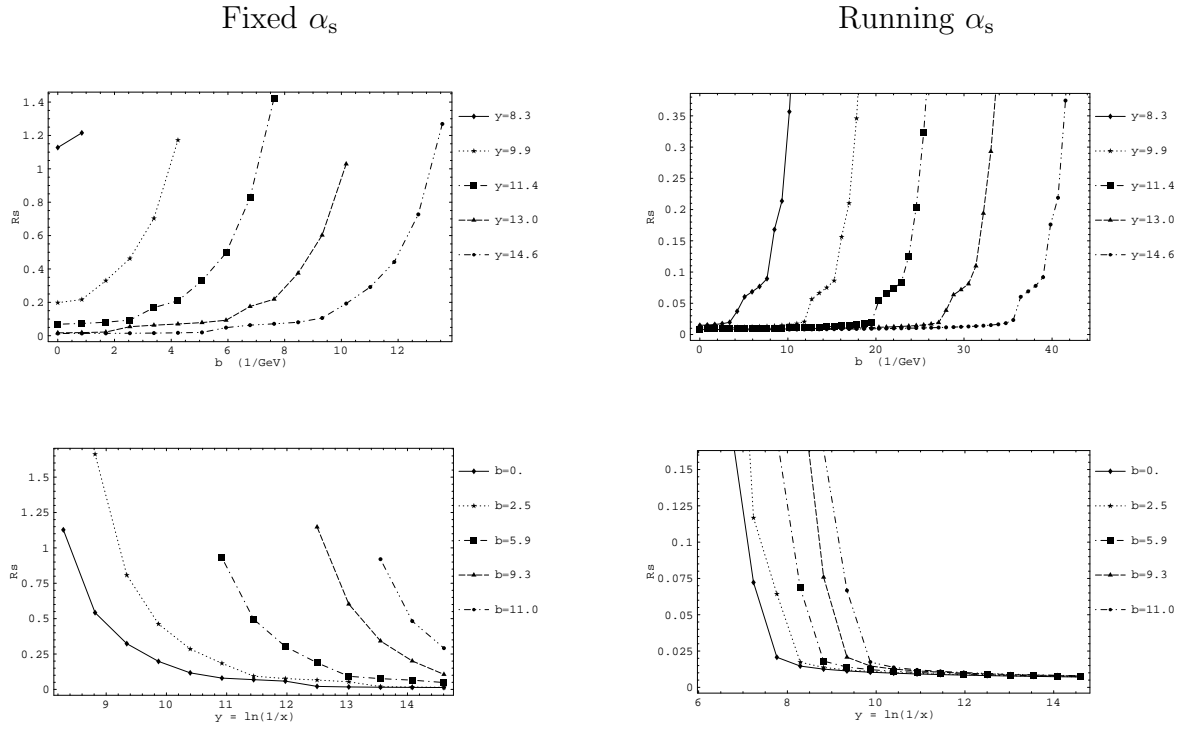 Fixed αs
Running αs
1.4
1.2
1
0.8
0.6
0.4
0.2
0
Rs
0 2 4 6 8 10 12
b (1/GeV)
y=8.3
y=9.9
y=11.4
y=13.0
y=14.6
0.35
0.3
0.25
0.2
0.15
0.1
0.05
0
Rs
0 10 20 30 40
b (1/GeV)
y=8.3
y=9.9
y=11.4
y=13.0
y=14.6
1.5
1.25
1
0.75
0.5
0.25
0
Rs
9 10 11 12 13 14
y = ln(1/x)
b=0.
b=2.5
b=5.9
b=9.3
b=11.0
0.15
0.125
0.1
0.075
0.05
0.025
0
Rs
6 8 10 12 14
y = ln(1/x)
b=0.
b=2.5
b=5.9
b=9.3
b=11.0